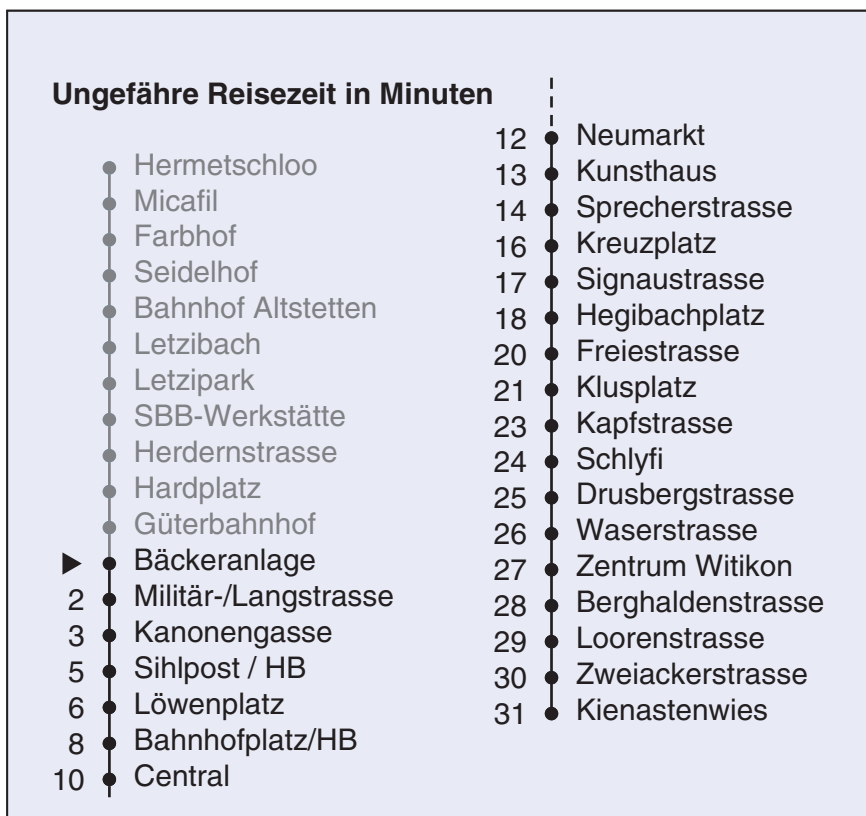 Ungefähre Reisezeit in Minuten
Hermetschloo
Micafil
Farbhof
Seidelhof
Bahnhof Altstetten
Letzibach
Letzipark
SBB-Werkstätte
Herdernstrasse
Hardplatz
Güterbahnhof
Bäckeranlage
2 Militär-/Langstrasse
3 Kanonengasse
5 Sihlpost / HB
6 Löwenplatz
8 Bahnhofplatz/HB
10 Central
12 Neumarkt
13 Kunsthaus
14 Sprecherstrasse
16 Kreuzplatz
17 Signaustrasse
18 Hegibachplatz
20 Freiestrasse
21 Klusplatz
23 Kapfstrasse
24 Schlyfi
25 Drusbergstrasse
26 Waserstrasse
27 Zentrum Witikon
28 Berghaldenstrasse
29 Loorenstrasse
30 Zweiackerstrasse
31 Kienastenwies